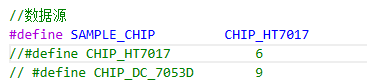 //数据源
#define SAMPLE_CHIP CHIP_HT7017
//#define CHIP_HT7017 6
// #define CHIP_DC_7053D 9